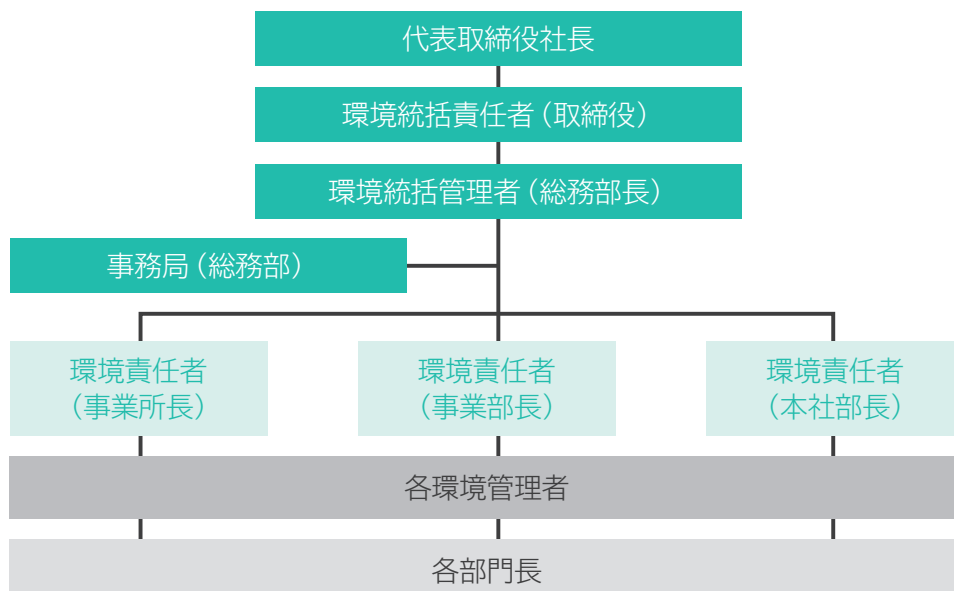 代表取締役社長
環境統括責任者（取締役）
環境統括管理者（総務部長）
事務局（総務部）
環境責任者
（事業所長）
環境責任者
（事業部長）
環境責任者
（本社部長）
各環境管理者
各部門長